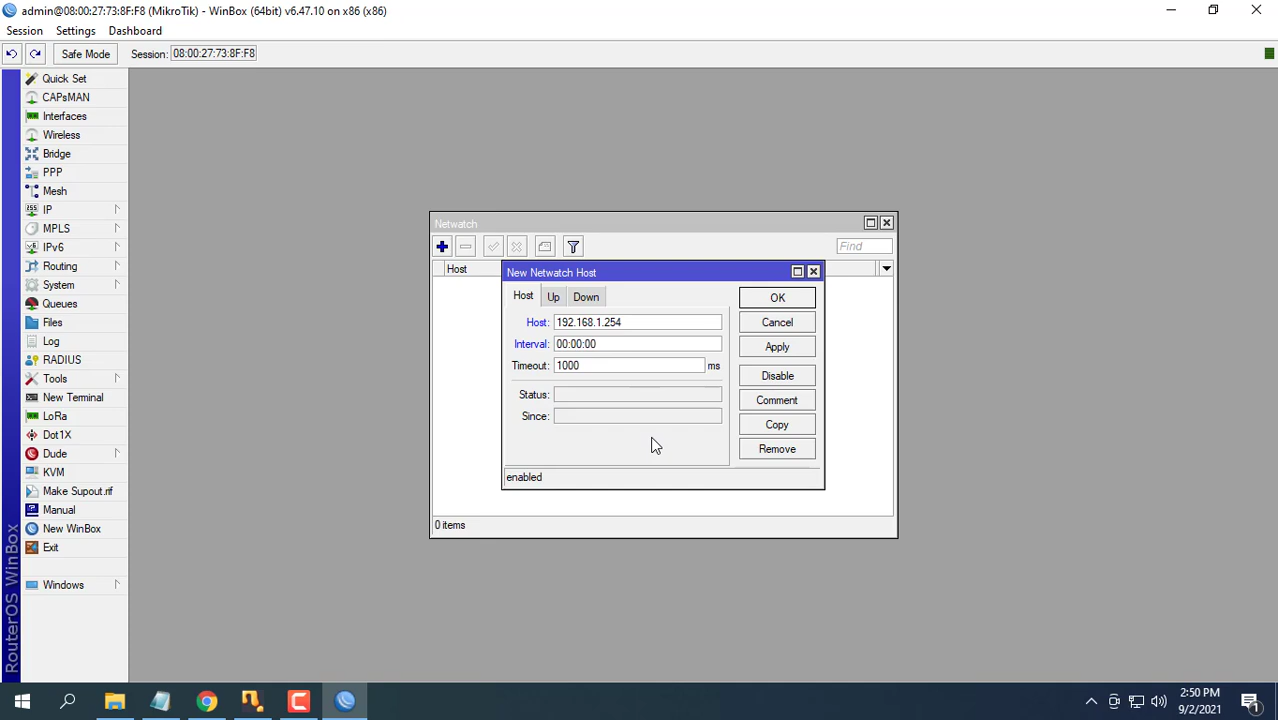 admin@08:00:27:73:8F:F8 (MikroTik) - WinBox (64bit) v6.47.10 on x86 (x86)
Session Settings Dashboard
Safe Mode Session: 08:00:27:73:8F:F8
Quick Set
CAPsMAN
Interfaces
Wireless
Bridge
PPP
Mesh
IP
MPLS
IPv6
Routing
System
Queues
Files
Log
RADIUS
Tools
New Terminal
LoRa
Dot1X
Dude
KVM
Make Supout.rif
Manual
New WinBox
Exit
Windows
RouterOS WinBox
Netwatch
Find
Host
New Netwatch Host
Host Up Down
Host: 192.168.1.254
Interval: 00:00:00
Timeout: 1000 ms
Status:
Since:
OK
Cancel
Apply
Disable
Comment
Copy
Remove
enabled
0 items
2:50 PM
9/2/2021
1